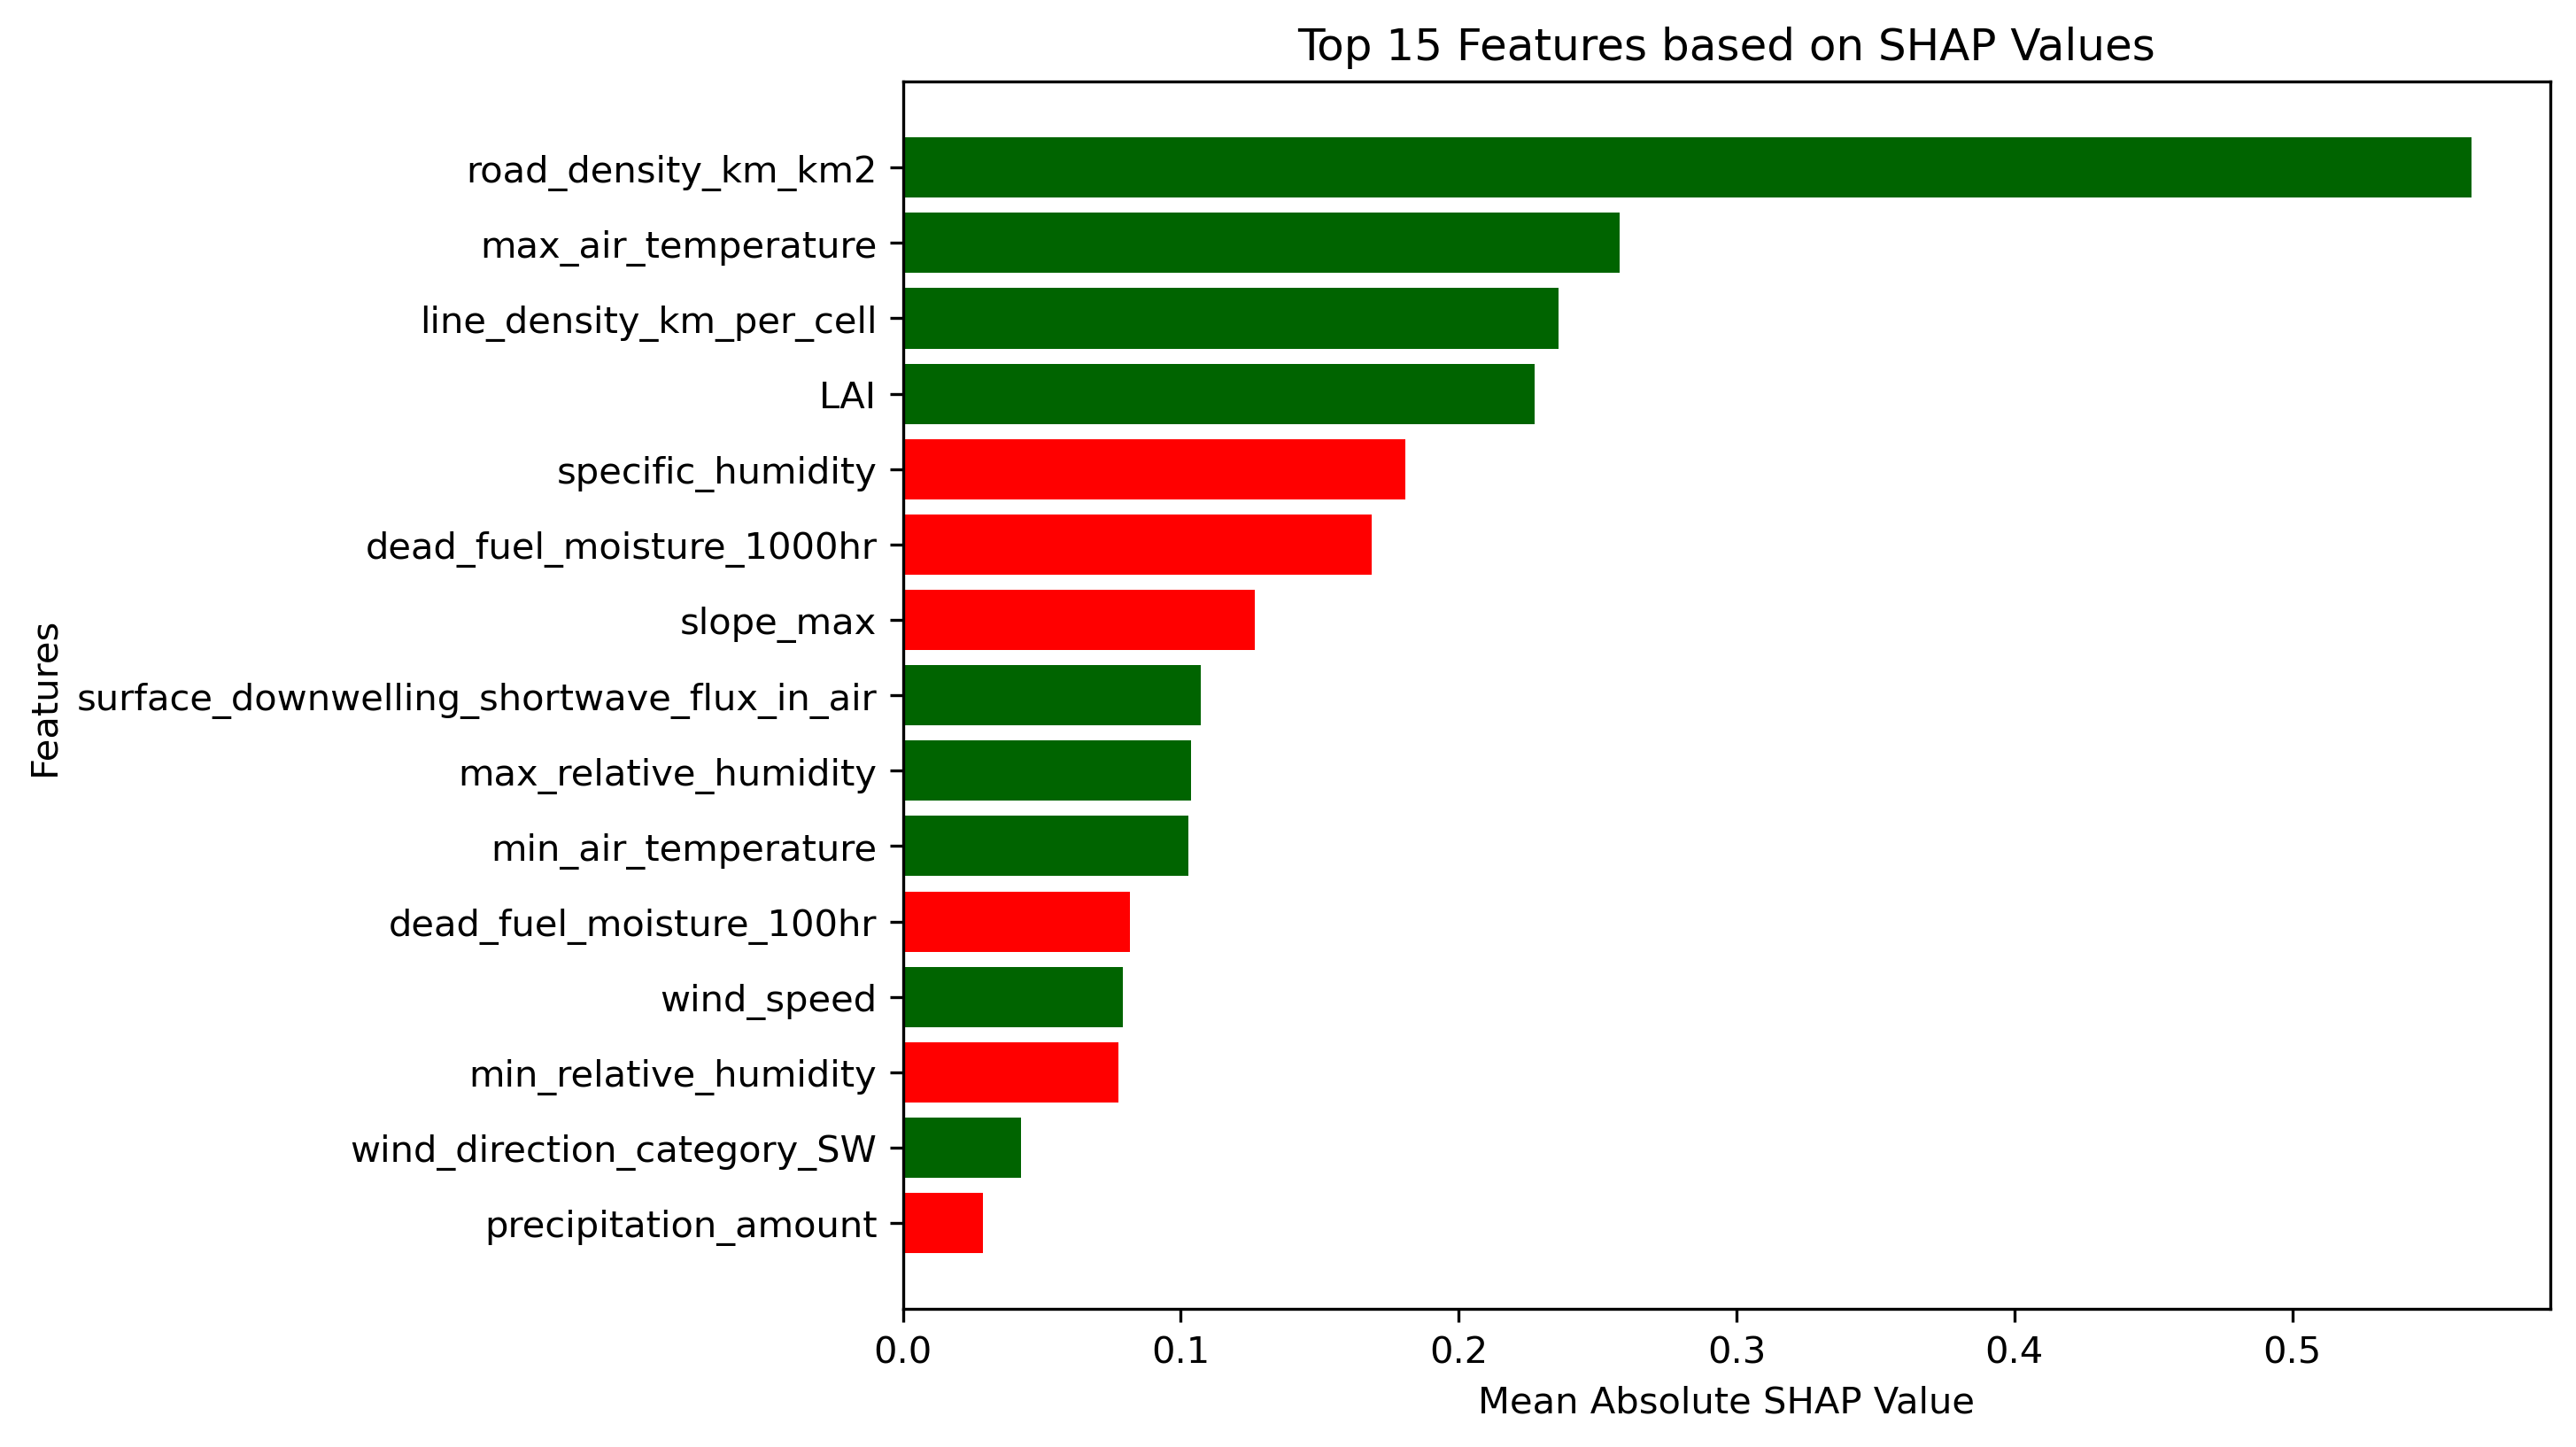 Top 15 Features based on SHAP Values
Features
road_density_km_km2
max_air_temperature
line_density_km_per_cell
LAI
specific_humidity
dead_fuel_moisture_1000hr
slope_max
surface_downwelling_shortwave_flux_in_air
max_relative_humidity
min_air_temperature
dead_fuel_moisture_100hr
wind_speed
min_relative_humidity
wind_direction_category_SW
precipitation_amount
0.0 0.1 0.2 0.3 0.4 0.5
Mean Absolute SHAP Value